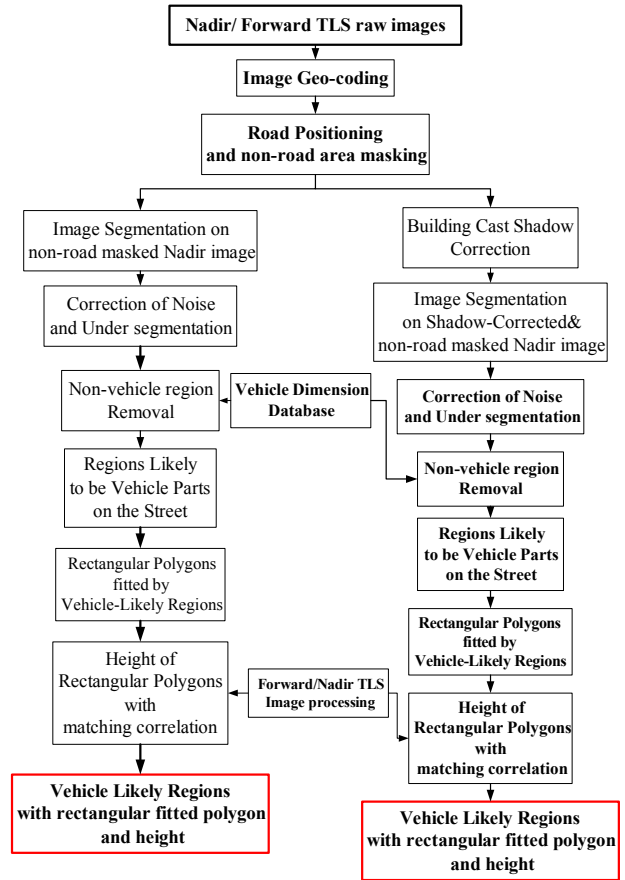 Nadir/ Forward TLS raw images
Image Geo-coding
Road Positioning
and non-road area masking
Image Segmentation on
non-road masked Nadir image
Correction of Noise
and Under segmentation
Non-vehicle region
Removal
Regions Likely
to be Vehicle Parts
on the Street
Rectangular Polygons
fitted by
Vehicle-Likely Regions
Height of
Rectangular Polygons
with
matching correlation
Vehicle Likely Regions
with rectangular fitted polygon
and height
Vehicle Dimension
Database
Forward/Nadir TLS
Image processing
Building Cast Shadow
Correction
Image Segmentation
on Shadow-Corrected&
non-road masked Nadir image
Correction of Noise
and Under segmentation
Non-vehicle region
Removal
Regions Likely
to be Vehicle Parts
on the Street
Rectangular Polygons
fitted by
Vehicle-Likely Regions
Height of
Rectangular Polygons
with
matching correlation
Vehicle Likely Regions
with rectangular fitted polygon
and height